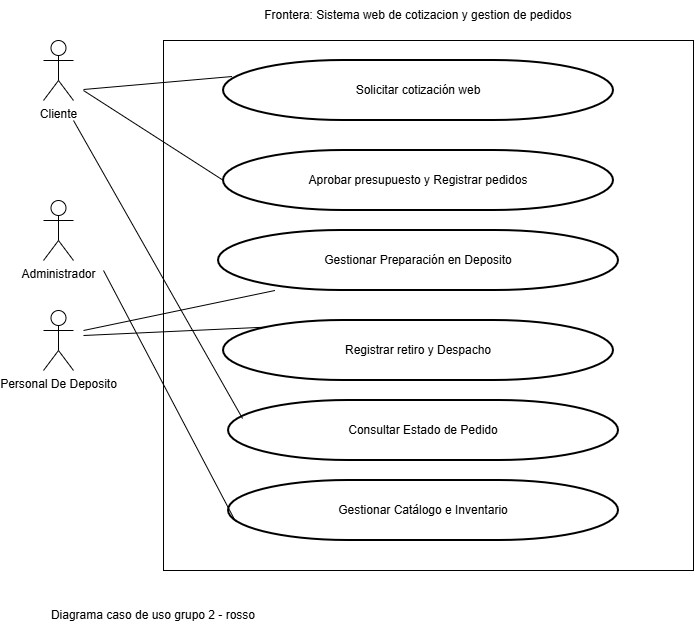 Frontera: Sistema web de cotizacion y gestion de pedidos
Cliente
Solicitar cotización web
Aprobar presupuesto y Registrar pedidos
Administrador
Gestionar Preparación en Deposito
Personal De Deposito
Registrar retiro y Despacho
Consultar Estado de Pedido
Gestionar Catálogo e Inventario
Diagrama caso de uso grupo 2 - rosso